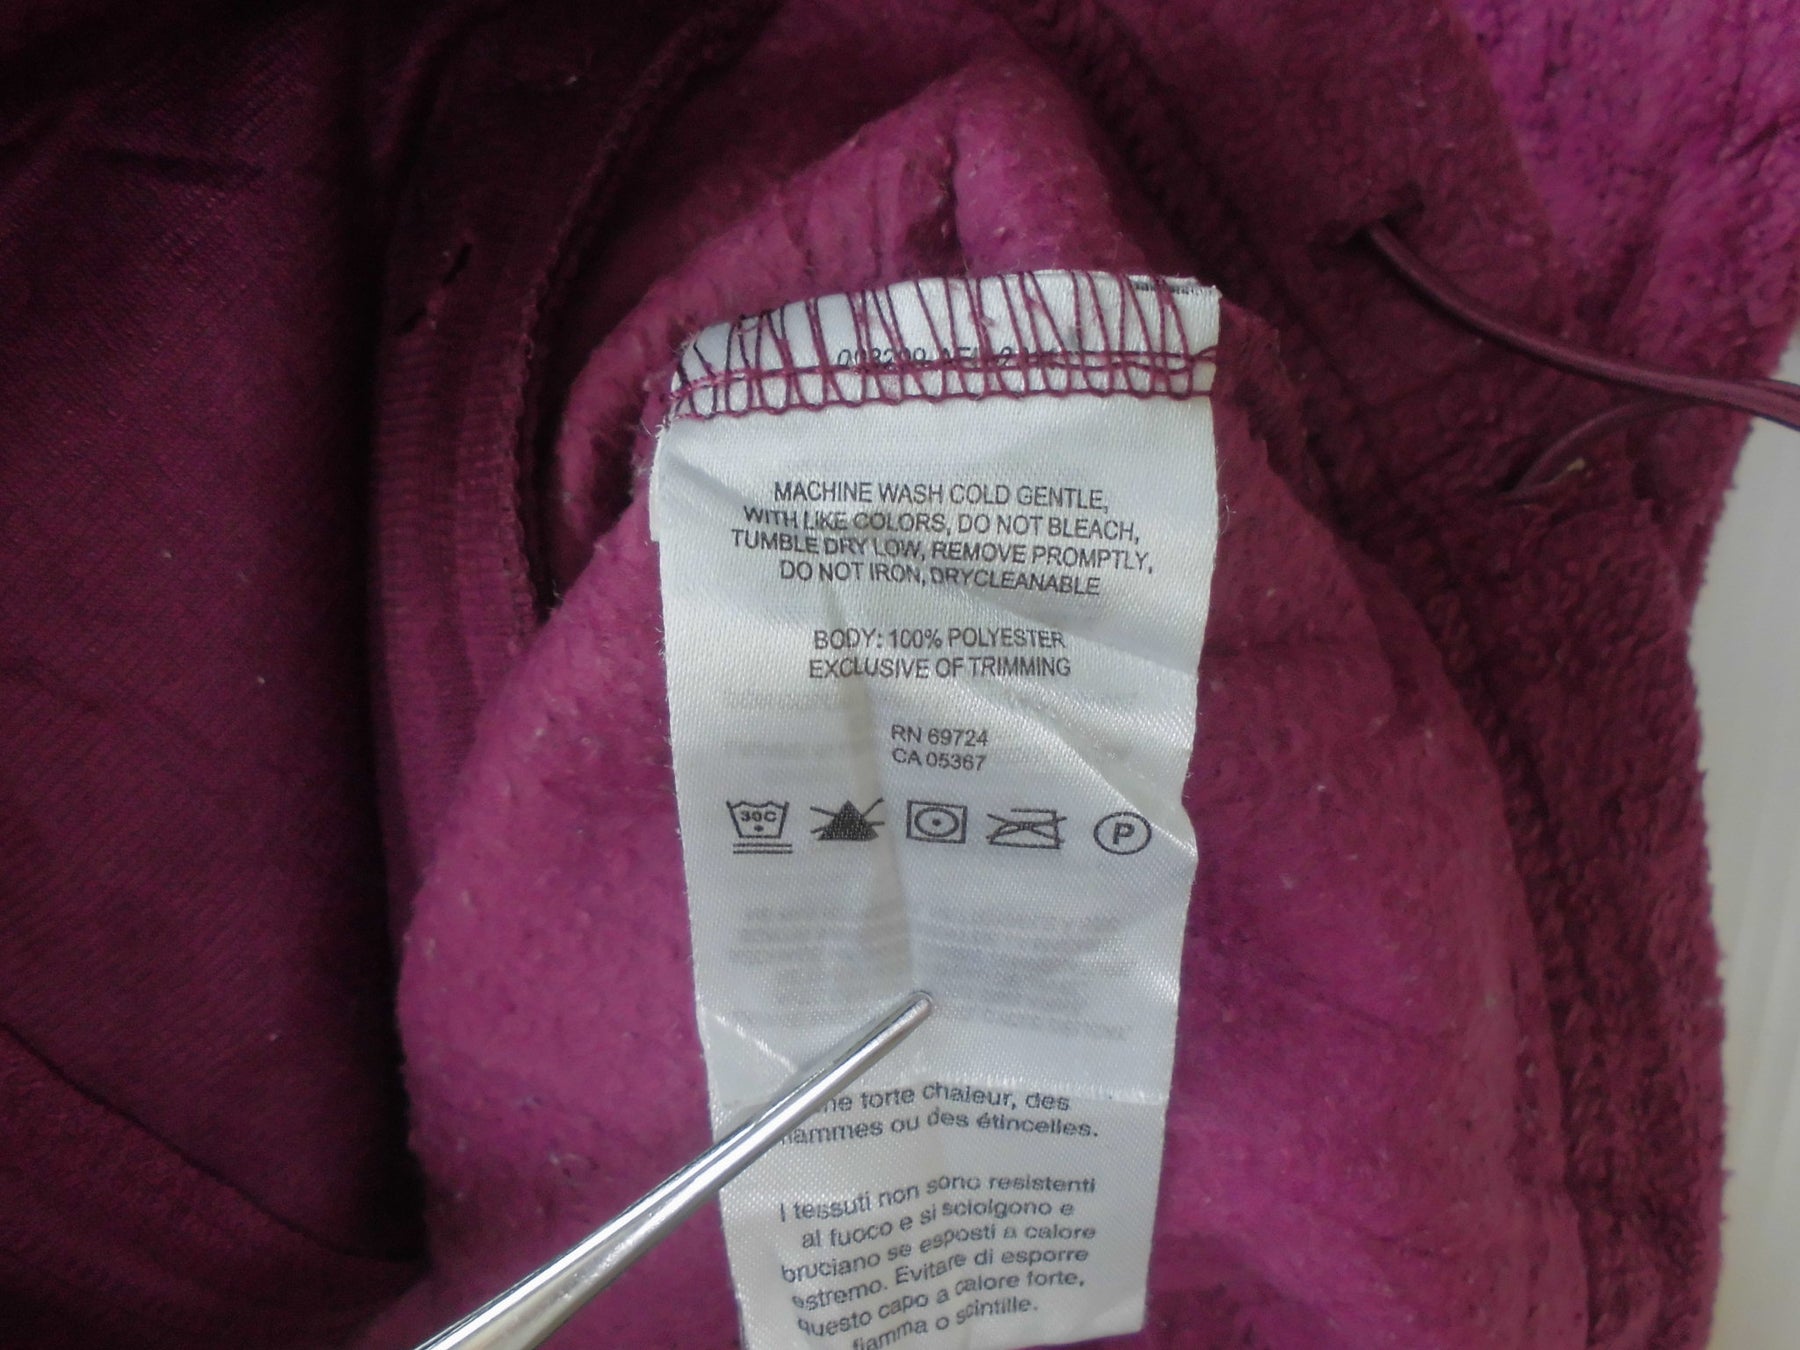 MACHINE WASH COLD GENTLE,
WITH LIKE COLORS, DO NOT BLEACH,
TUMBLE DRY LOW, REMOVE PROMPTLY,
DO NOT IRON, DRYCLEANABLE
BODY: 100% POLYESTER
EXCLUSIVE OF TRIMMING
RN 69724
CA 05367
30C
P
forte chaleur, des
ou des étincelles.
I tessuti non sono resistenti
al fuoco e si sciolgono e
bruciano se esposti a calore
estremo. Evitare di esporre
questo capo a calore forte,
fiamma o scintille.